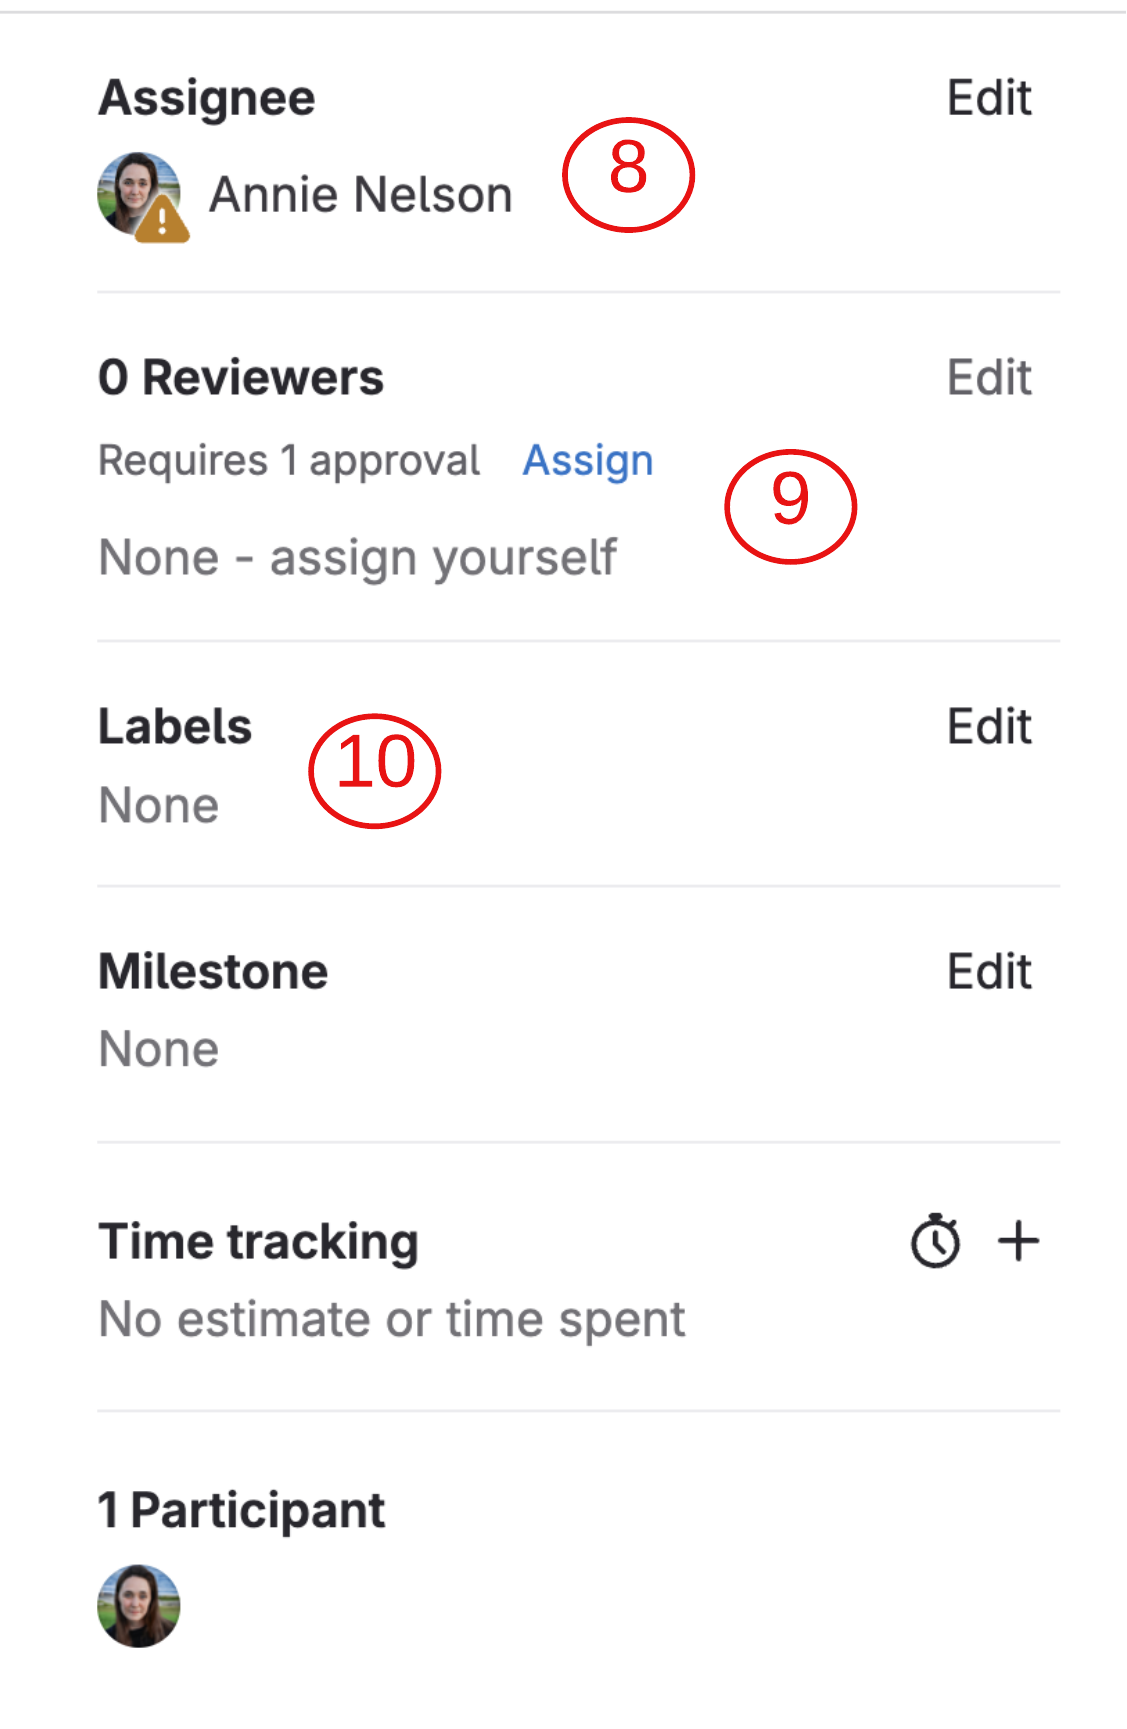 Assignee Edit
Annie Nelson 8
0 Reviewers Edit
Requires 1 approval Assign
9
None - assign yourself
Labels Edit
10
None
Milestone Edit
None
Time tracking
No estimate or time spent
1 Participant